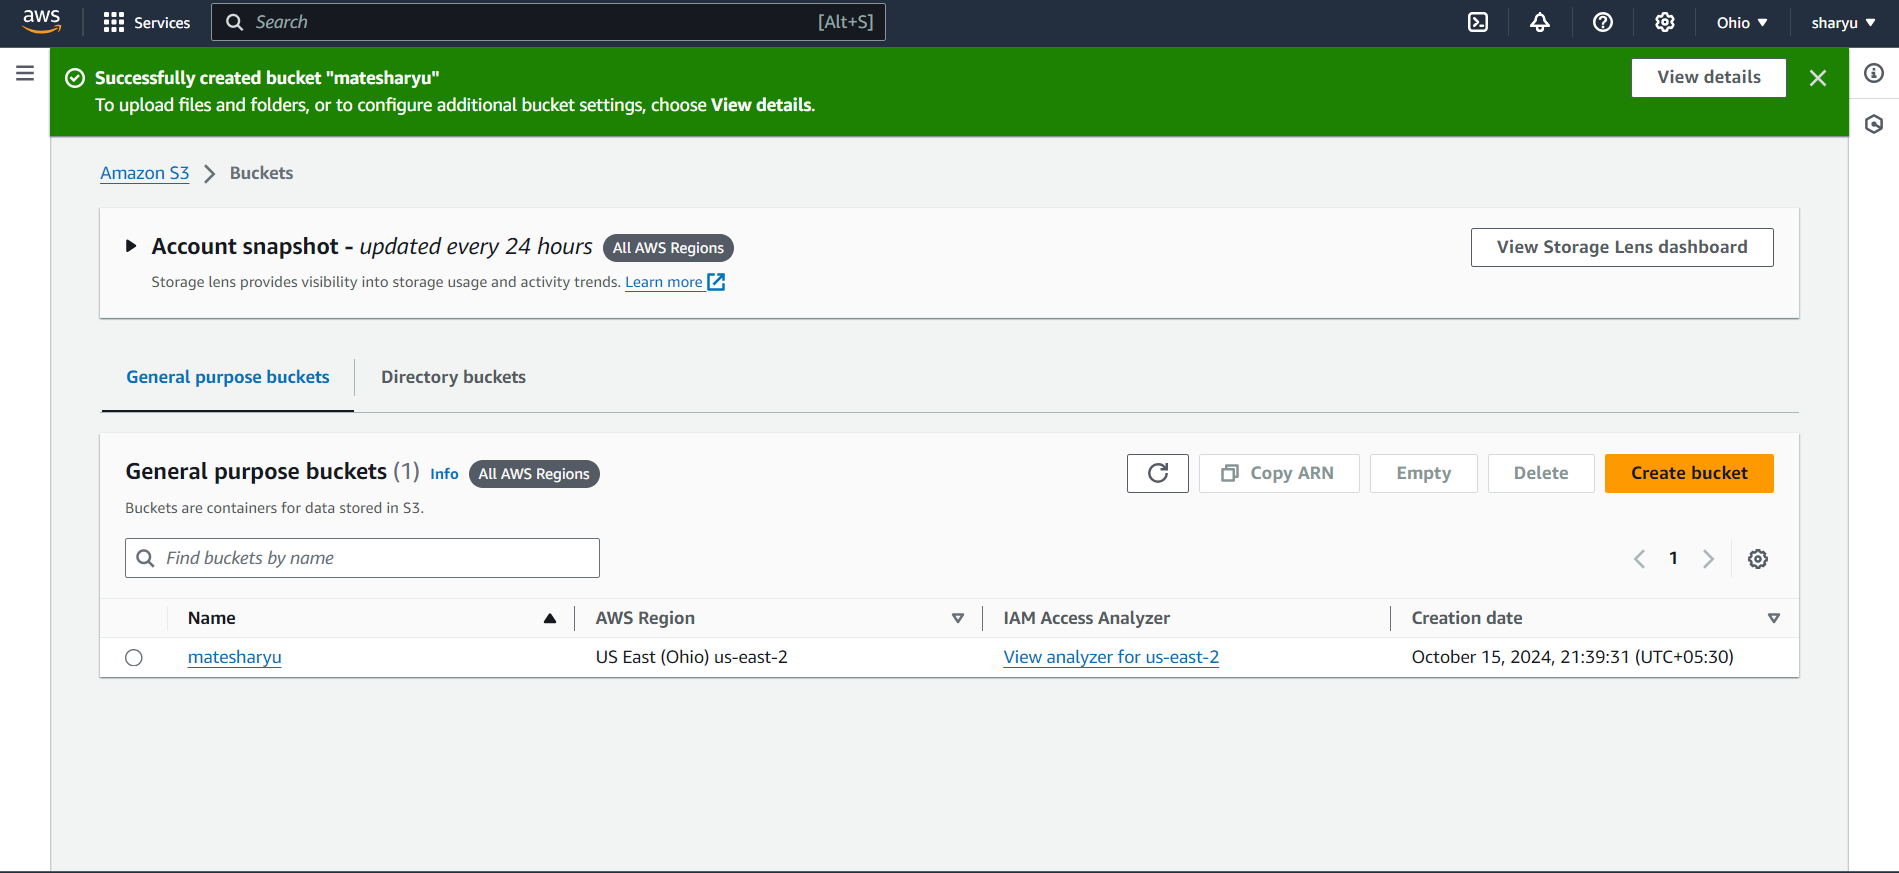 aws
Services
Search [Alt+S]
Ohio
sharyu
Successfully created bucket "matesharyu"
To upload files and folders, or to configure additional bucket settings, choose View details.
View details
Amazon S3 Buckets
Account snapshot - updated every 24 hours All AWS Regions
Storage lens provides visibility into storage usage and activity trends. Learn more
View Storage Lens dashboard
General purpose buckets Directory buckets
General purpose buckets (1) Info All AWS Regions
Buckets are containers for data stored in S3.
Copy ARN Empty Delete Create bucket
Find buckets by name
1
Name AWS Region IAM Access Analyzer Creation date
matesharyu US East (Ohio) us-east-2 View analyzer for us-east-2 October 15, 2024, 21:39:31 (UTC+05:30)